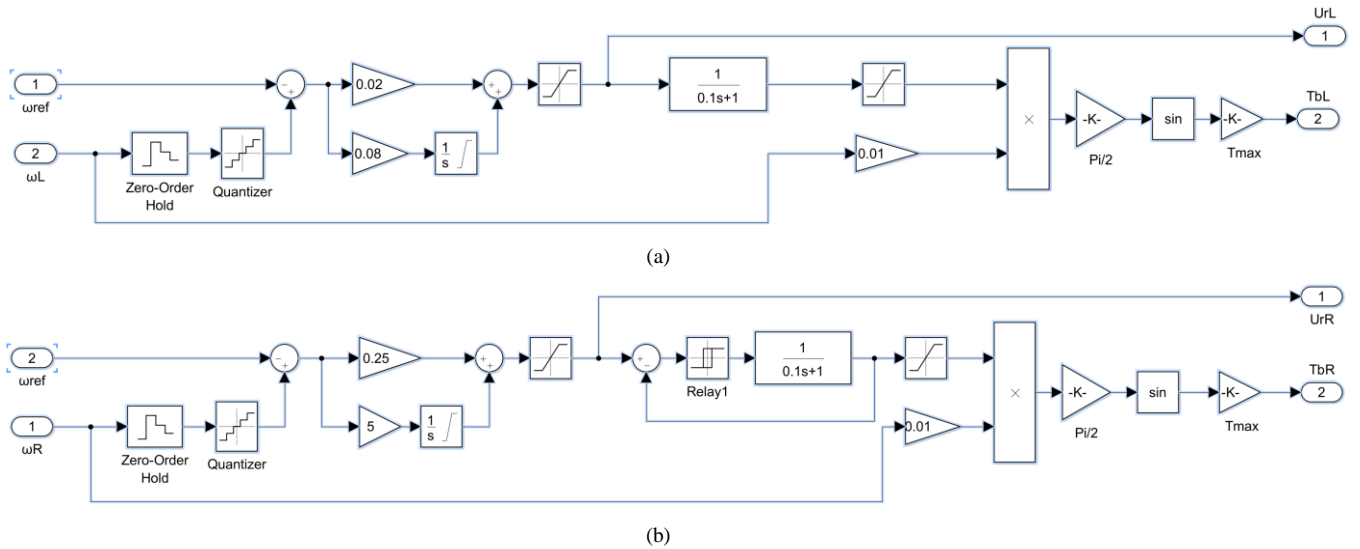 UrL
1
1
ωref
− +
0.02
+ +
1
0.1s+1
2
ωL
Zero-Order
Hold
Quantizer
0.08
1
s
0.01
×
-K-
Pi/2
sin
-K-
Tmax
TbL
2
(a)
1
UrR
2
ωref
− +
0.25
+ +
+ −
Relay1
1
0.1s+1
1
ωR
Zero-Order
Hold
Quantizer
5
1
s
0.01
×
-K-
Pi/2
sin
-K-
Tmax
TbR
2
(b)